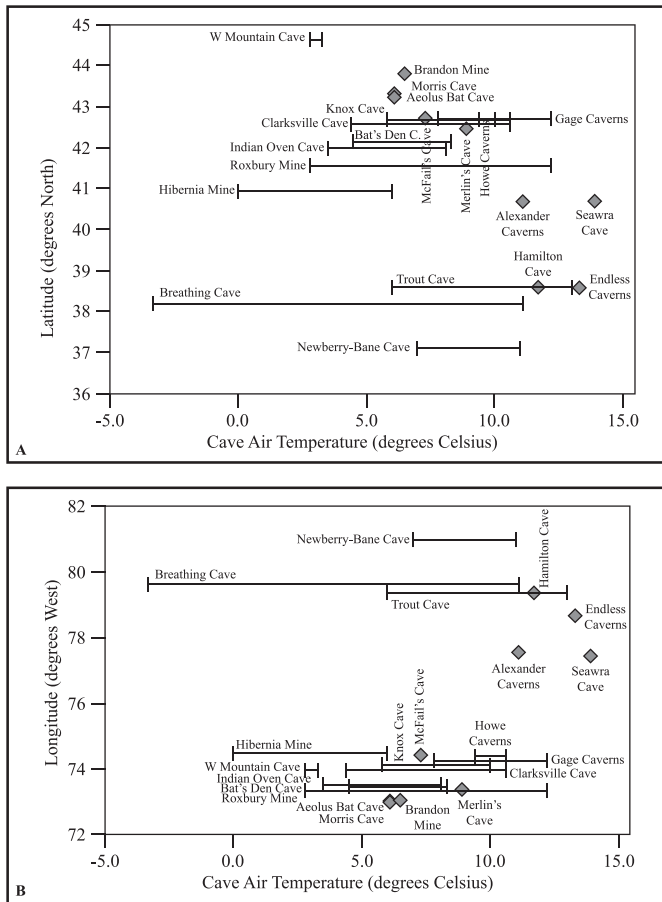 45
44
43
42
41
40
39
38
37
36
Latitude (degrees North)
W Mountain Cave
Brandon Mine
Morris Cave
Aeolus Bat Cave
Knox Cave
Clarksville Cave
Gage Caverns
Bat's Den C.
Indian Oven Cave
McFail's Cave
Merlin's Cave
Howe Caverns
Roxbury Mine
Hibernia Mine
Alexander
Caverns
Seawra
Cave
Hamilton
Cave
Trout Cave
Endless
Caverns
Breathing Cave
Newberry-Bane Cave
-5.0
0.0
5.0
10.0
15.0
Cave Air Temperature (degrees Celsius)
A
82
80
78
76
74
72
Longitude (degrees West)
Newberry-Bane Cave
Hamilton Cave
Breathing Cave
Trout Cave
Endless
Caverns
Alexander
Caverns
Seawra
Cave
Knox Cave
McFail's Cave
Howe
Caverns
Hibernia Mine
Gage Caverns
W Mountain Cave
Clarksville Cave
Indian Oven Cave
Bat's Den Cave
Roxbury Mine
Aeolus Bat Cave
Morris Cave
Brandon
Mine
Merlin's
Cave
-5.0
0.0
5.0
10.0
15.0
Cave Air Temperature (degrees Celsius)
B